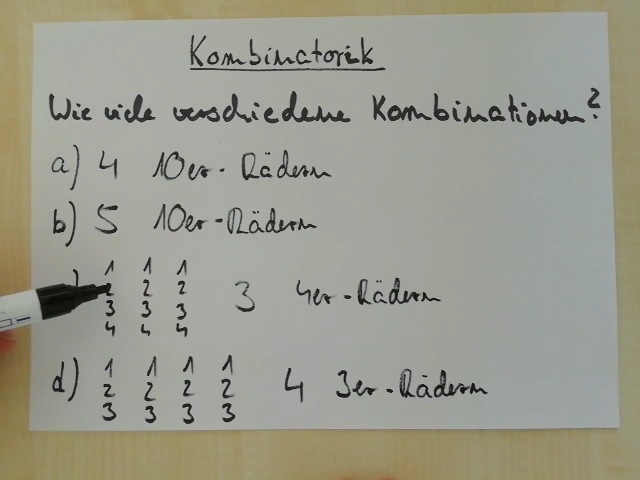 Kombinatorik
Wie viele verschiedene Kombinationen?
a) 4 10er-Rädern
b) 5 10er-Rädern
1 1 1
) 2 2 2 3 4er-Rädern
3 3 3
4 4 4
1 1 1 1
d) 2 2 2 2 4 3er-Rädern
3 3 3 3